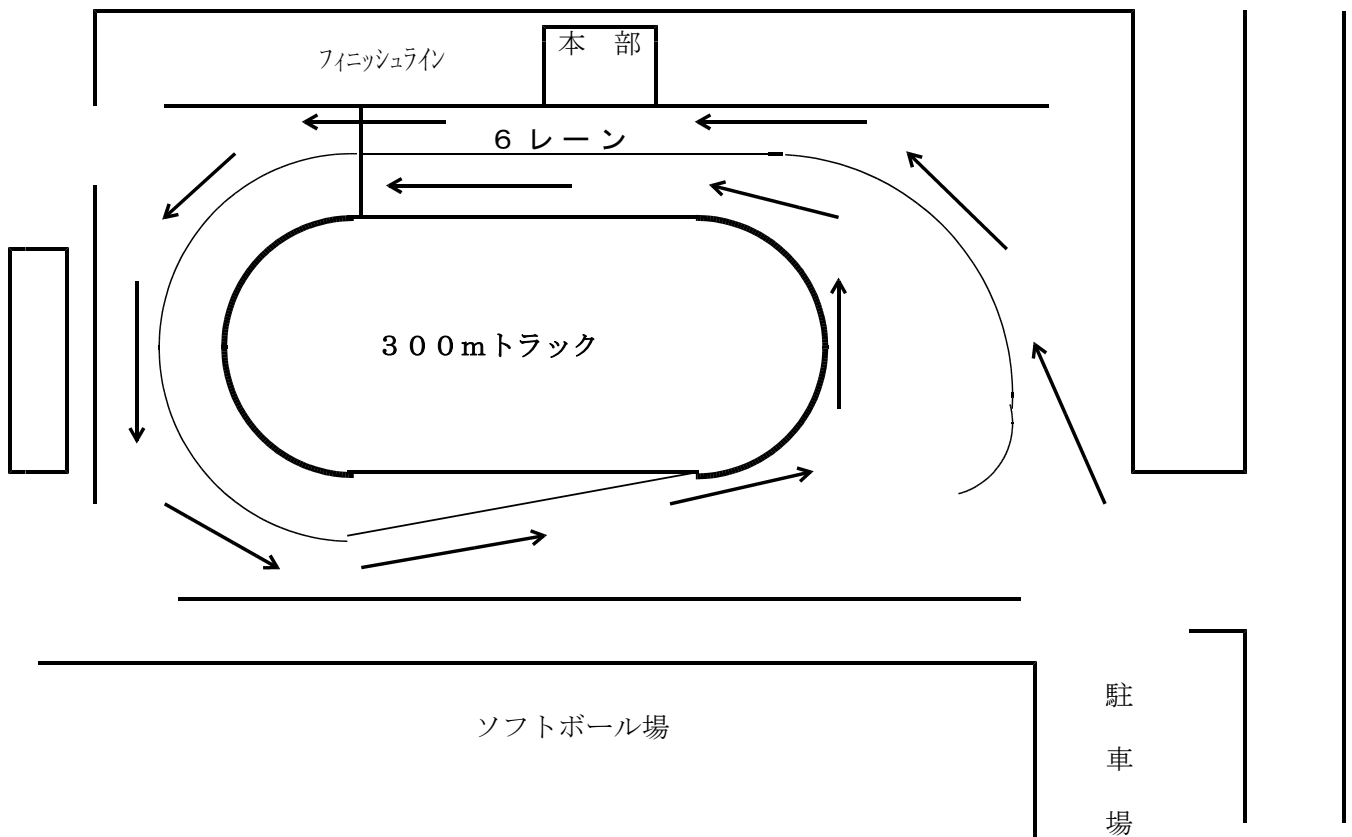 本　部
フィニッシュライン
６ レーン
３００ｍトラック
ソフトボール場
駐
車
場